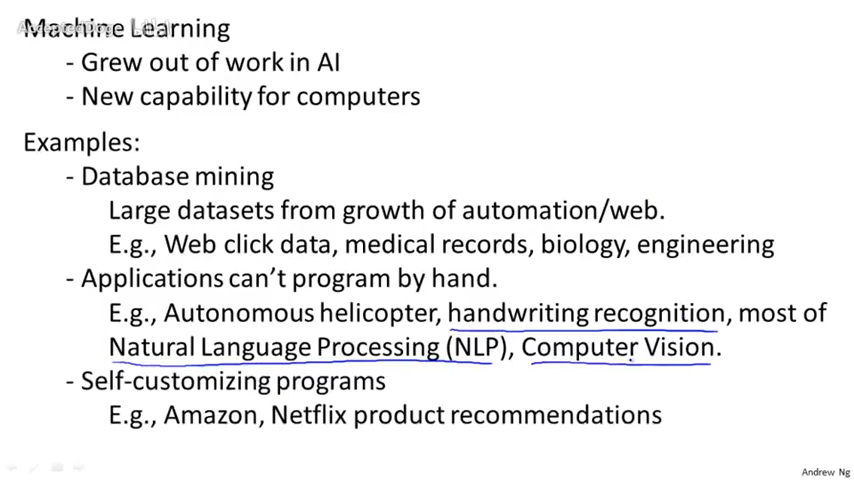 Machine Learning
- Grew out of work in AI
- New capability for computers
Examples:
- Database mining
Large datasets from growth of automation/web.
E.g., Web click data, medical records, biology, engineering
- Applications can’t program by hand.
E.g., Autonomous helicopter, handwriting recognition, most of
Natural Language Processing (NLP), Computer Vision.
- Self-customizing programs
E.g., Amazon, Netflix product recommendations
Andrew Ng